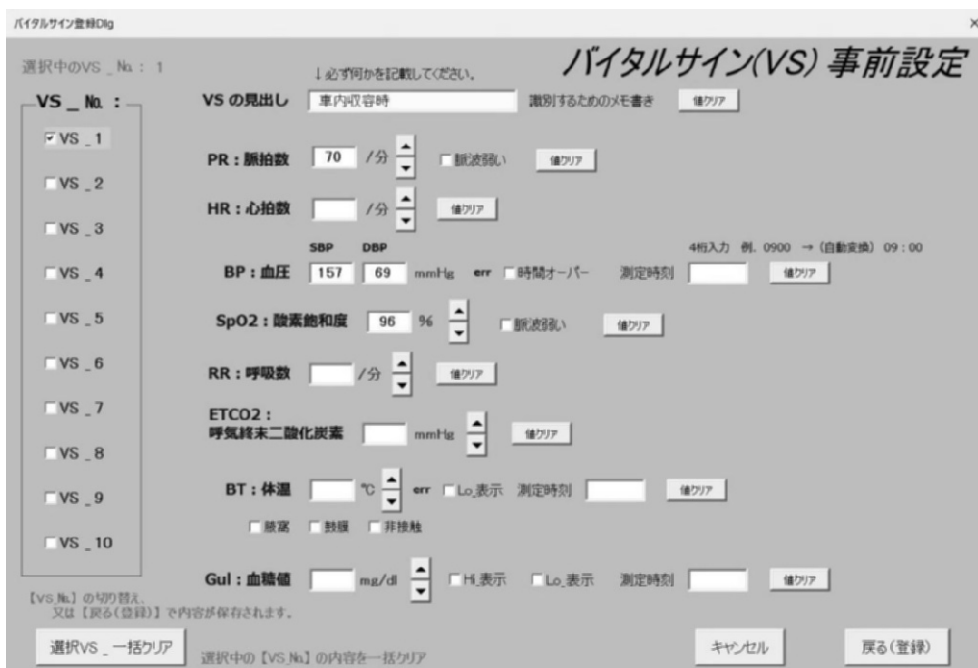 バイタルサイン登録Dlg
選択中のVS _ No. : 1
バイタルサイン(VS) 事前設定
↓必ず何かを記載してください。
VS _ No. :
VS の見出し 車内収容時 識別するためのメモ書き 値クリア
VS _ 1
PR : 脈拍数 70 /分 脈波弱い 値クリア
VS _ 2
HR : 心拍数 /分 値クリア
VS _ 3
SBP DBP 4桁入力 例. 0900 → (自動変換) 09 : 00
VS _ 4
BP : 血圧 157 69 mmHg err 時間オーバー 測定時刻 値クリア
VS _ 5
SpO2 : 酸素飽和度 96 % 脈波弱い 値クリア
VS _ 6
RR : 呼吸数 /分 値クリア
VS _ 7
ETCO2 :
呼気終末二酸化炭素 mmHg 値クリア
VS _ 8
BT : 体温 ℃ err Lo_表示 測定時刻 値クリア
VS _ 9
腋窩 鼓膜 非接触
VS _ 10
Gul : 血糖値 mg/dl Hi_表示 Lo_表示 測定時刻 値クリア
【VS_No.】の切り替え、
又は【戻る(登録)】で内容が保存されます。
選択VS _ 一括クリア 選択中の【VS_No.】の内容を一括クリア キャンセル 戻る(登録)